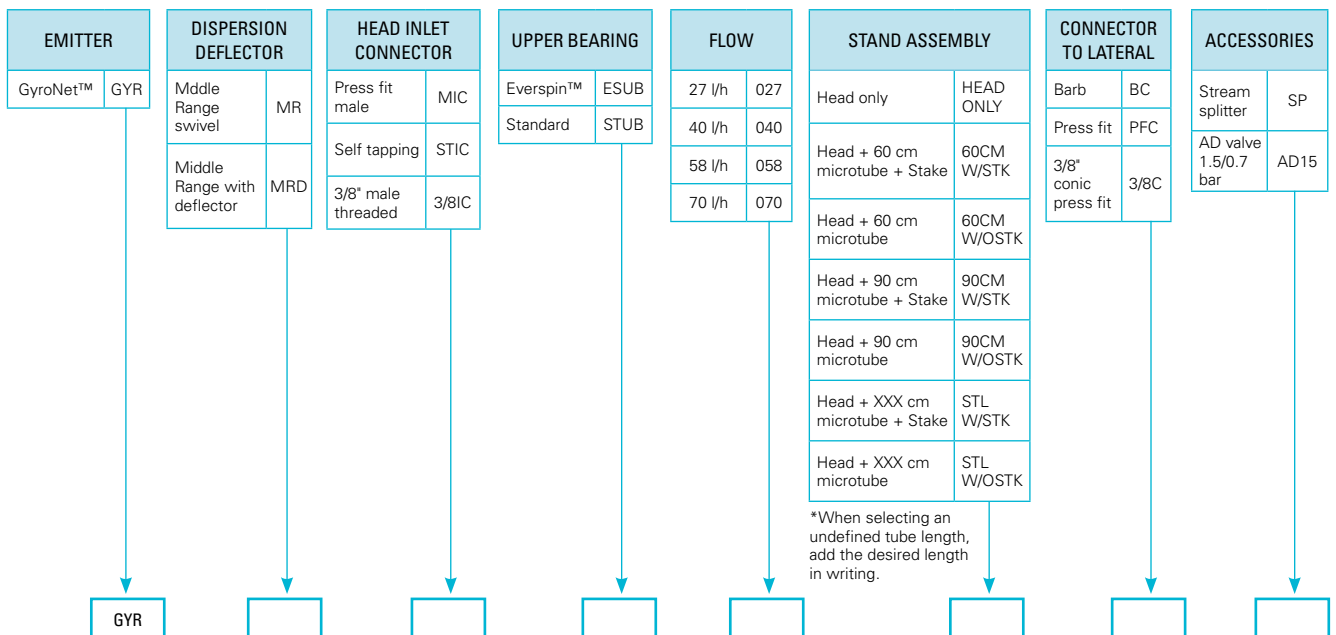 EMITTER
GyroNet™ GYR
DISPERSION
DEFLECTOR
Mddle
Range
swivel
MR
Middle
Range with
deflector
MRD
HEAD INLET
CONNECTOR
Press fit
male
MIC
Self tapping STIC
3/8" male
threaded
3/8IC
UPPER BEARING
Everspin™ ESUB
Standard STUB
FLOW
27 l/h 027
40 l/h 040
58 l/h 058
70 l/h 070
STAND ASSEMBLY
Head only
HEAD
ONLY
Head + 60 cm
microtube + Stake
60CM
W/STK
Head + 60 cm
microtube
60CM
W/OSTK
Head + 90 cm
microtube + Stake
90CM
W/STK
Head + 90 cm
microtube
90CM
W/OSTK
Head + XXX cm
microtube + Stake
STL
W/STK
Head + XXX cm
microtube
STL
W/OSTK
*When selecting an
undefined tube length,
add the desired length
in writing.
CONNECTOR
TO LATERAL
Barb BC
Press fit PFC
3/8"
conic
press fit
3/8C
ACCESSORIES
Stream
splitter
SP
AD valve
1.5/0.7
bar
AD15
GYR